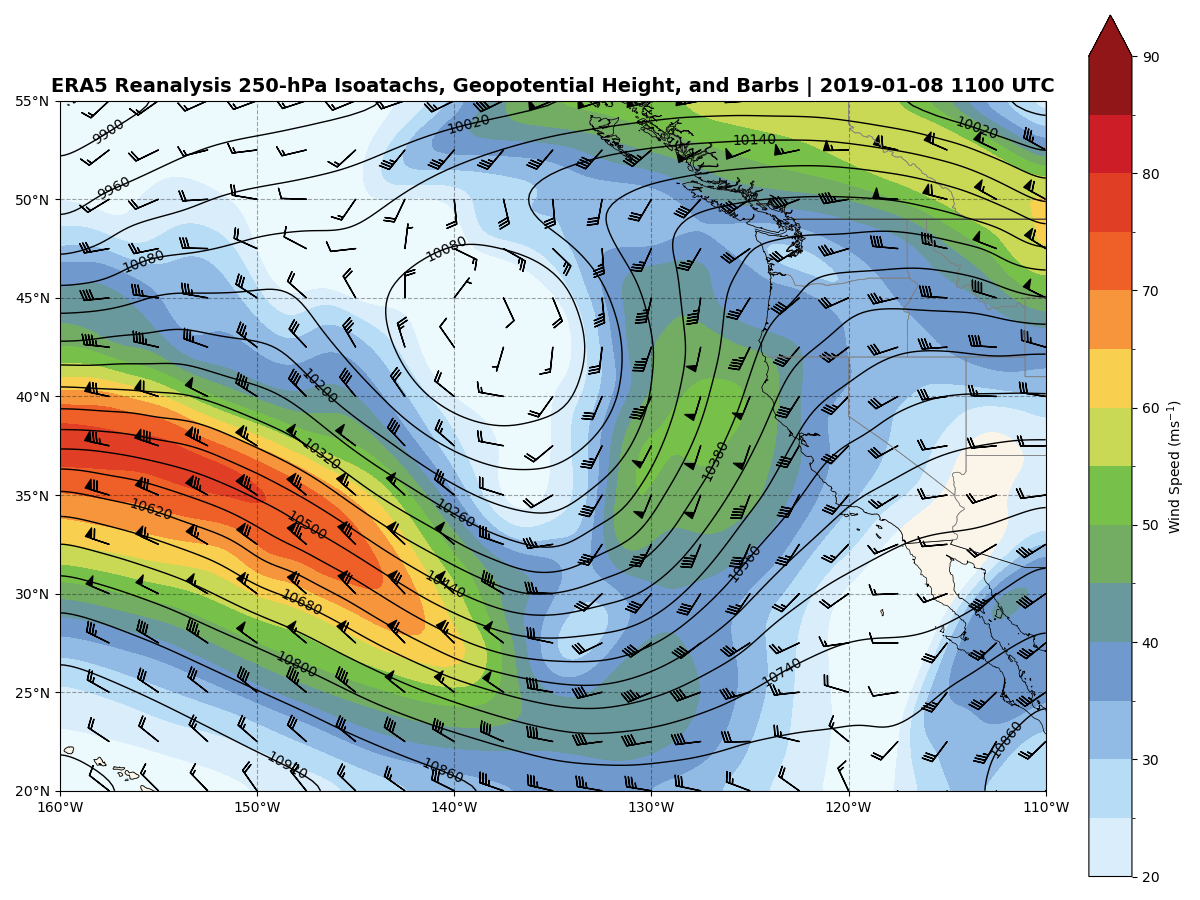 ERA5 Reanalysis 250-hPa Isoatachs, Geopotential Height, and Barbs | 2019-01-08 1100 UTC
55°N
50°N
45°N
40°N
35°N
30°N
25°N
20°N
160°W
150°W
140°W
130°W
120°W
110°W
9900
9960
10020
10140
10020
10080
10080
10200
10320
10380
10260
10620
10500
10440
10560
10680
10800
10740
10920
10860
10860
90
80
70
60
50
40
30
20
Wind Speed (ms⁻¹)